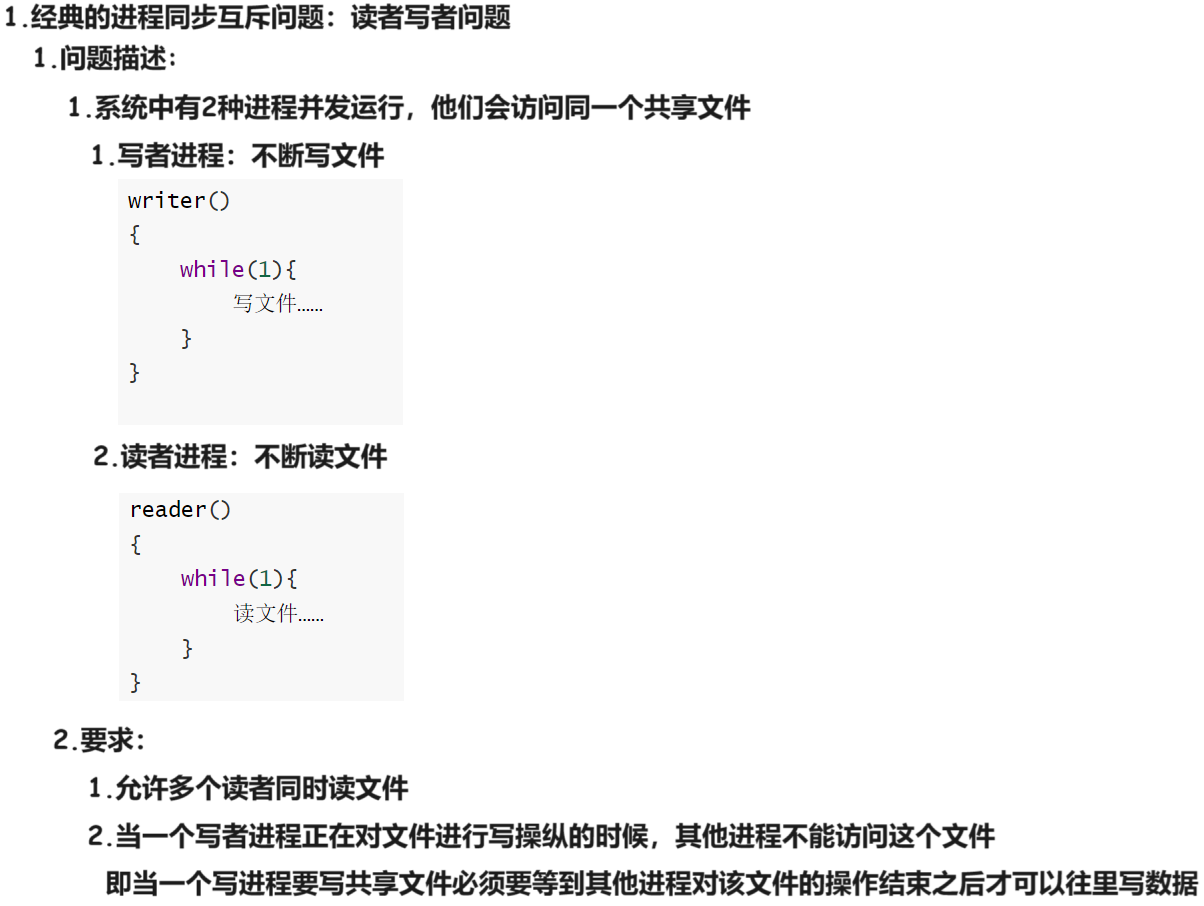 1.经典的进程同步互斥问题：读者写者问题
1.问题描述：
1.系统中有2种进程并发运行，他们会访问同一个共享文件
1.写者进程：不断写文件
writer()
{
while(1){
写文件……
}
}
2.读者进程：不断读文件
reader()
{
while(1){
读文件……
}
}
2.要求：
1.允许多个读者同时读文件
2.当一个写者进程正在对文件进行写操纵的时候，其他进程不能访问这个文件
即当一个写进程要写共享文件必须要等到其他进程对该文件的操作结束之后才可以往里写数据